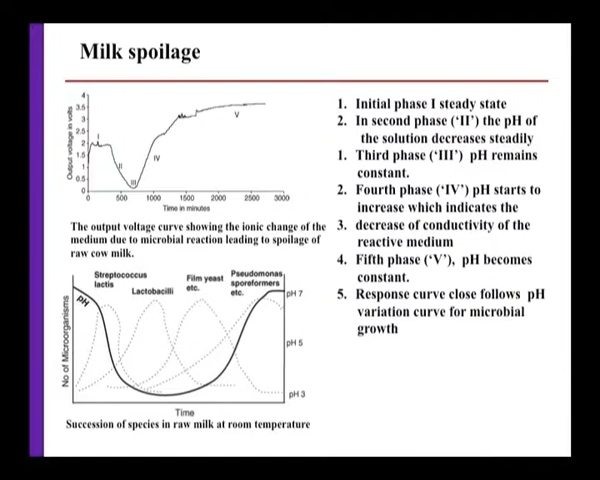 Milk spoilage
4
3.5
3
2.5
2
1.5
1
0.5
0
Output voltage in volts
I
II
III
IV
V
0 500 1000 1500 2000 2500 3000
Time in minutes
The output voltage curve showing the ionic change of the
medium due to microbial reaction leading to spoilage of
raw cow milk.
Streptococcus
lactis
Lactobacilli
Film yeast
etc.
Pseudomonas,
sporeformers
etc.
pH
pH 7
pH 5
pH 3
No of Microorganisms
Time
Succession of species in raw milk at room temperature
1. Initial phase I steady state
2. In second phase (‘II’) the pH of
the solution decreases steadily
1. Third phase (‘III’) pH remains
constant.
2. Fourth phase (‘IV’) pH starts to
increase which indicates the
3. decrease of conductivity of the
reactive medium
4. Fifth phase (‘V’), pH becomes
constant.
5. Response curve close follows pH
variation curve for microbial
growth